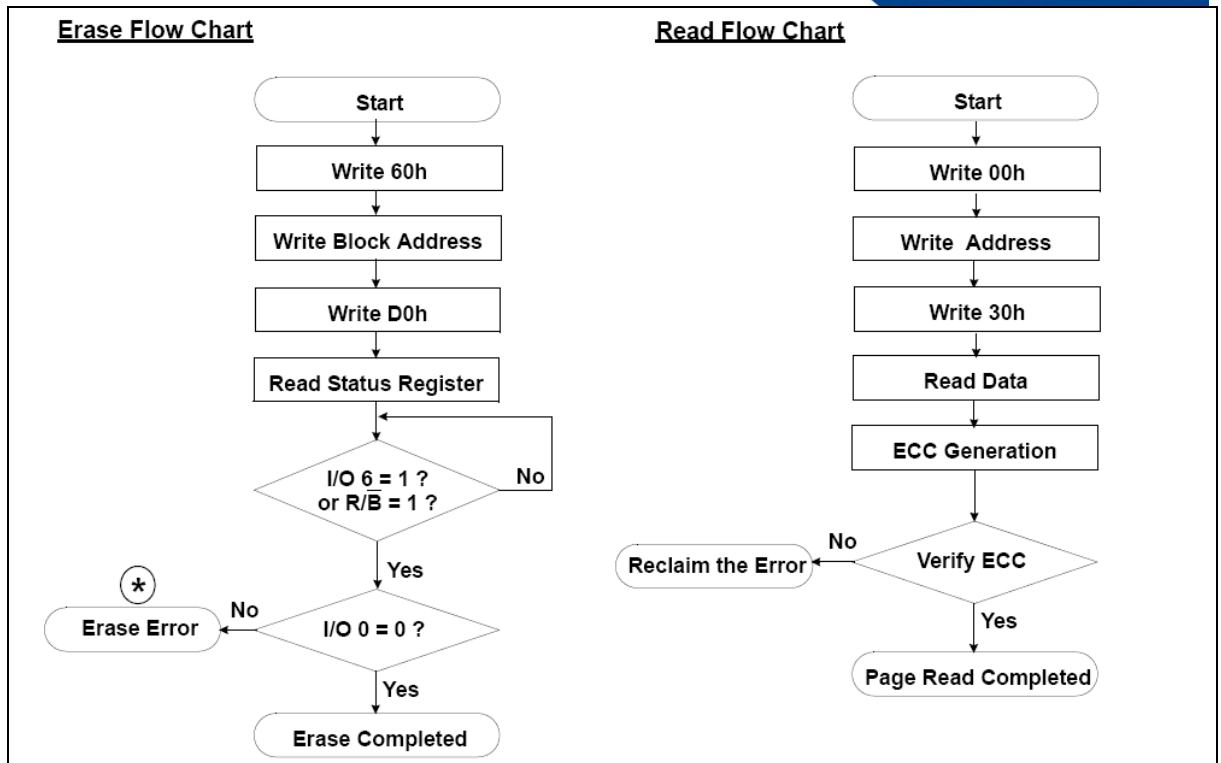 Erase Flow Chart
Start
Write 60h
Write Block Address
Write D0h
Read Status Register
I/O 6 = 1 ?
or R/B̅ = 1 ?
No
Yes
*
Erase Error
No
I/O 0 = 0 ?
Yes
Erase Completed
Read Flow Chart
Start
Write 00h
Write Address
Write 30h
Read Data
ECC Generation
Reclaim the Error
No
Verify ECC
Yes
Page Read Completed